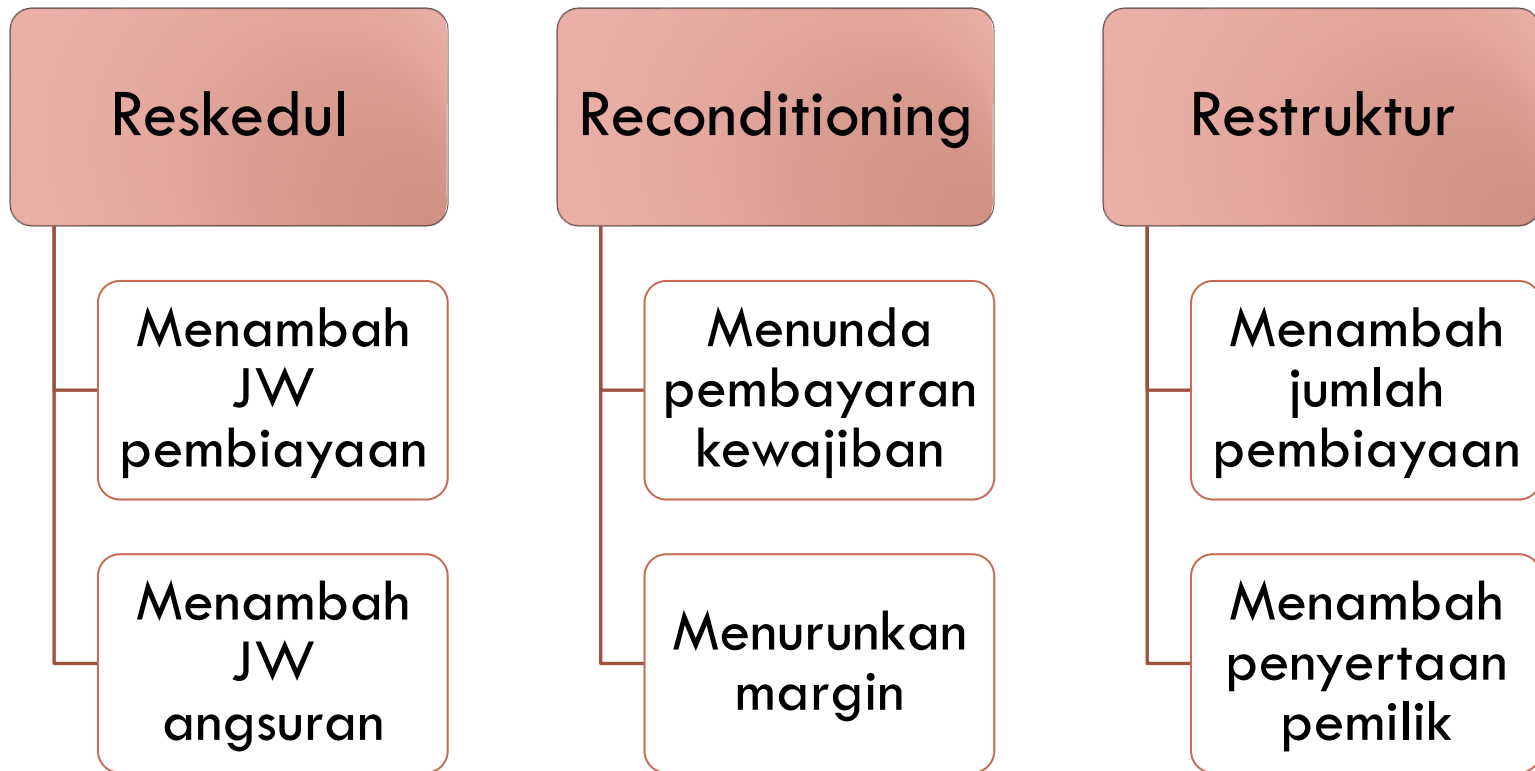 Reskedul
Menambah
JW
pembiayaan
Menambah
JW
angsuran
Reconditioning
Menunda
pembayaran
kewajiban
Menurunkan
margin
Restruktur
Menambah
jumlah
pembiayaan
Menambah
penyertaan
pemilik